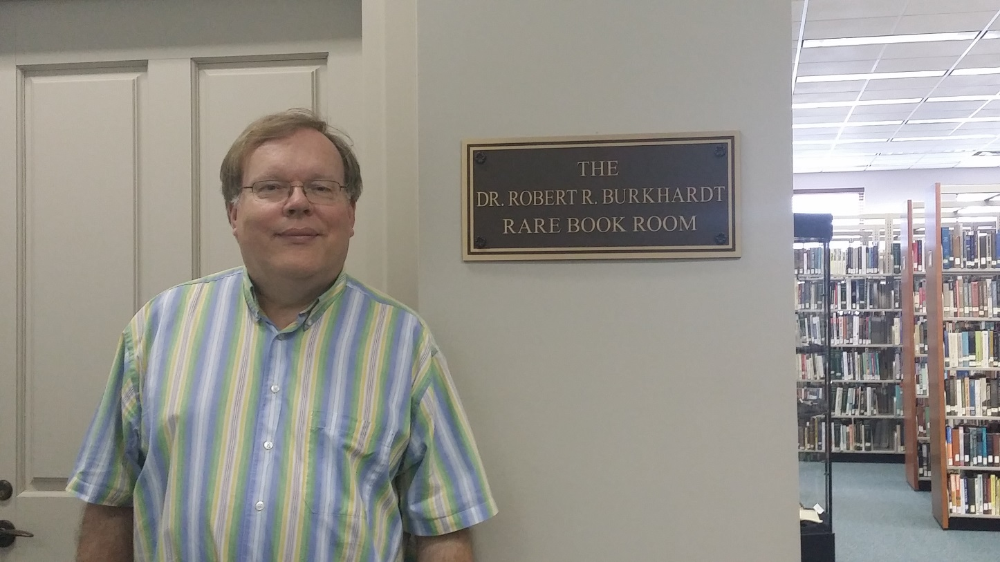 THE
DR. ROBERT R. BURKHARDT
RARE BOOK ROOM